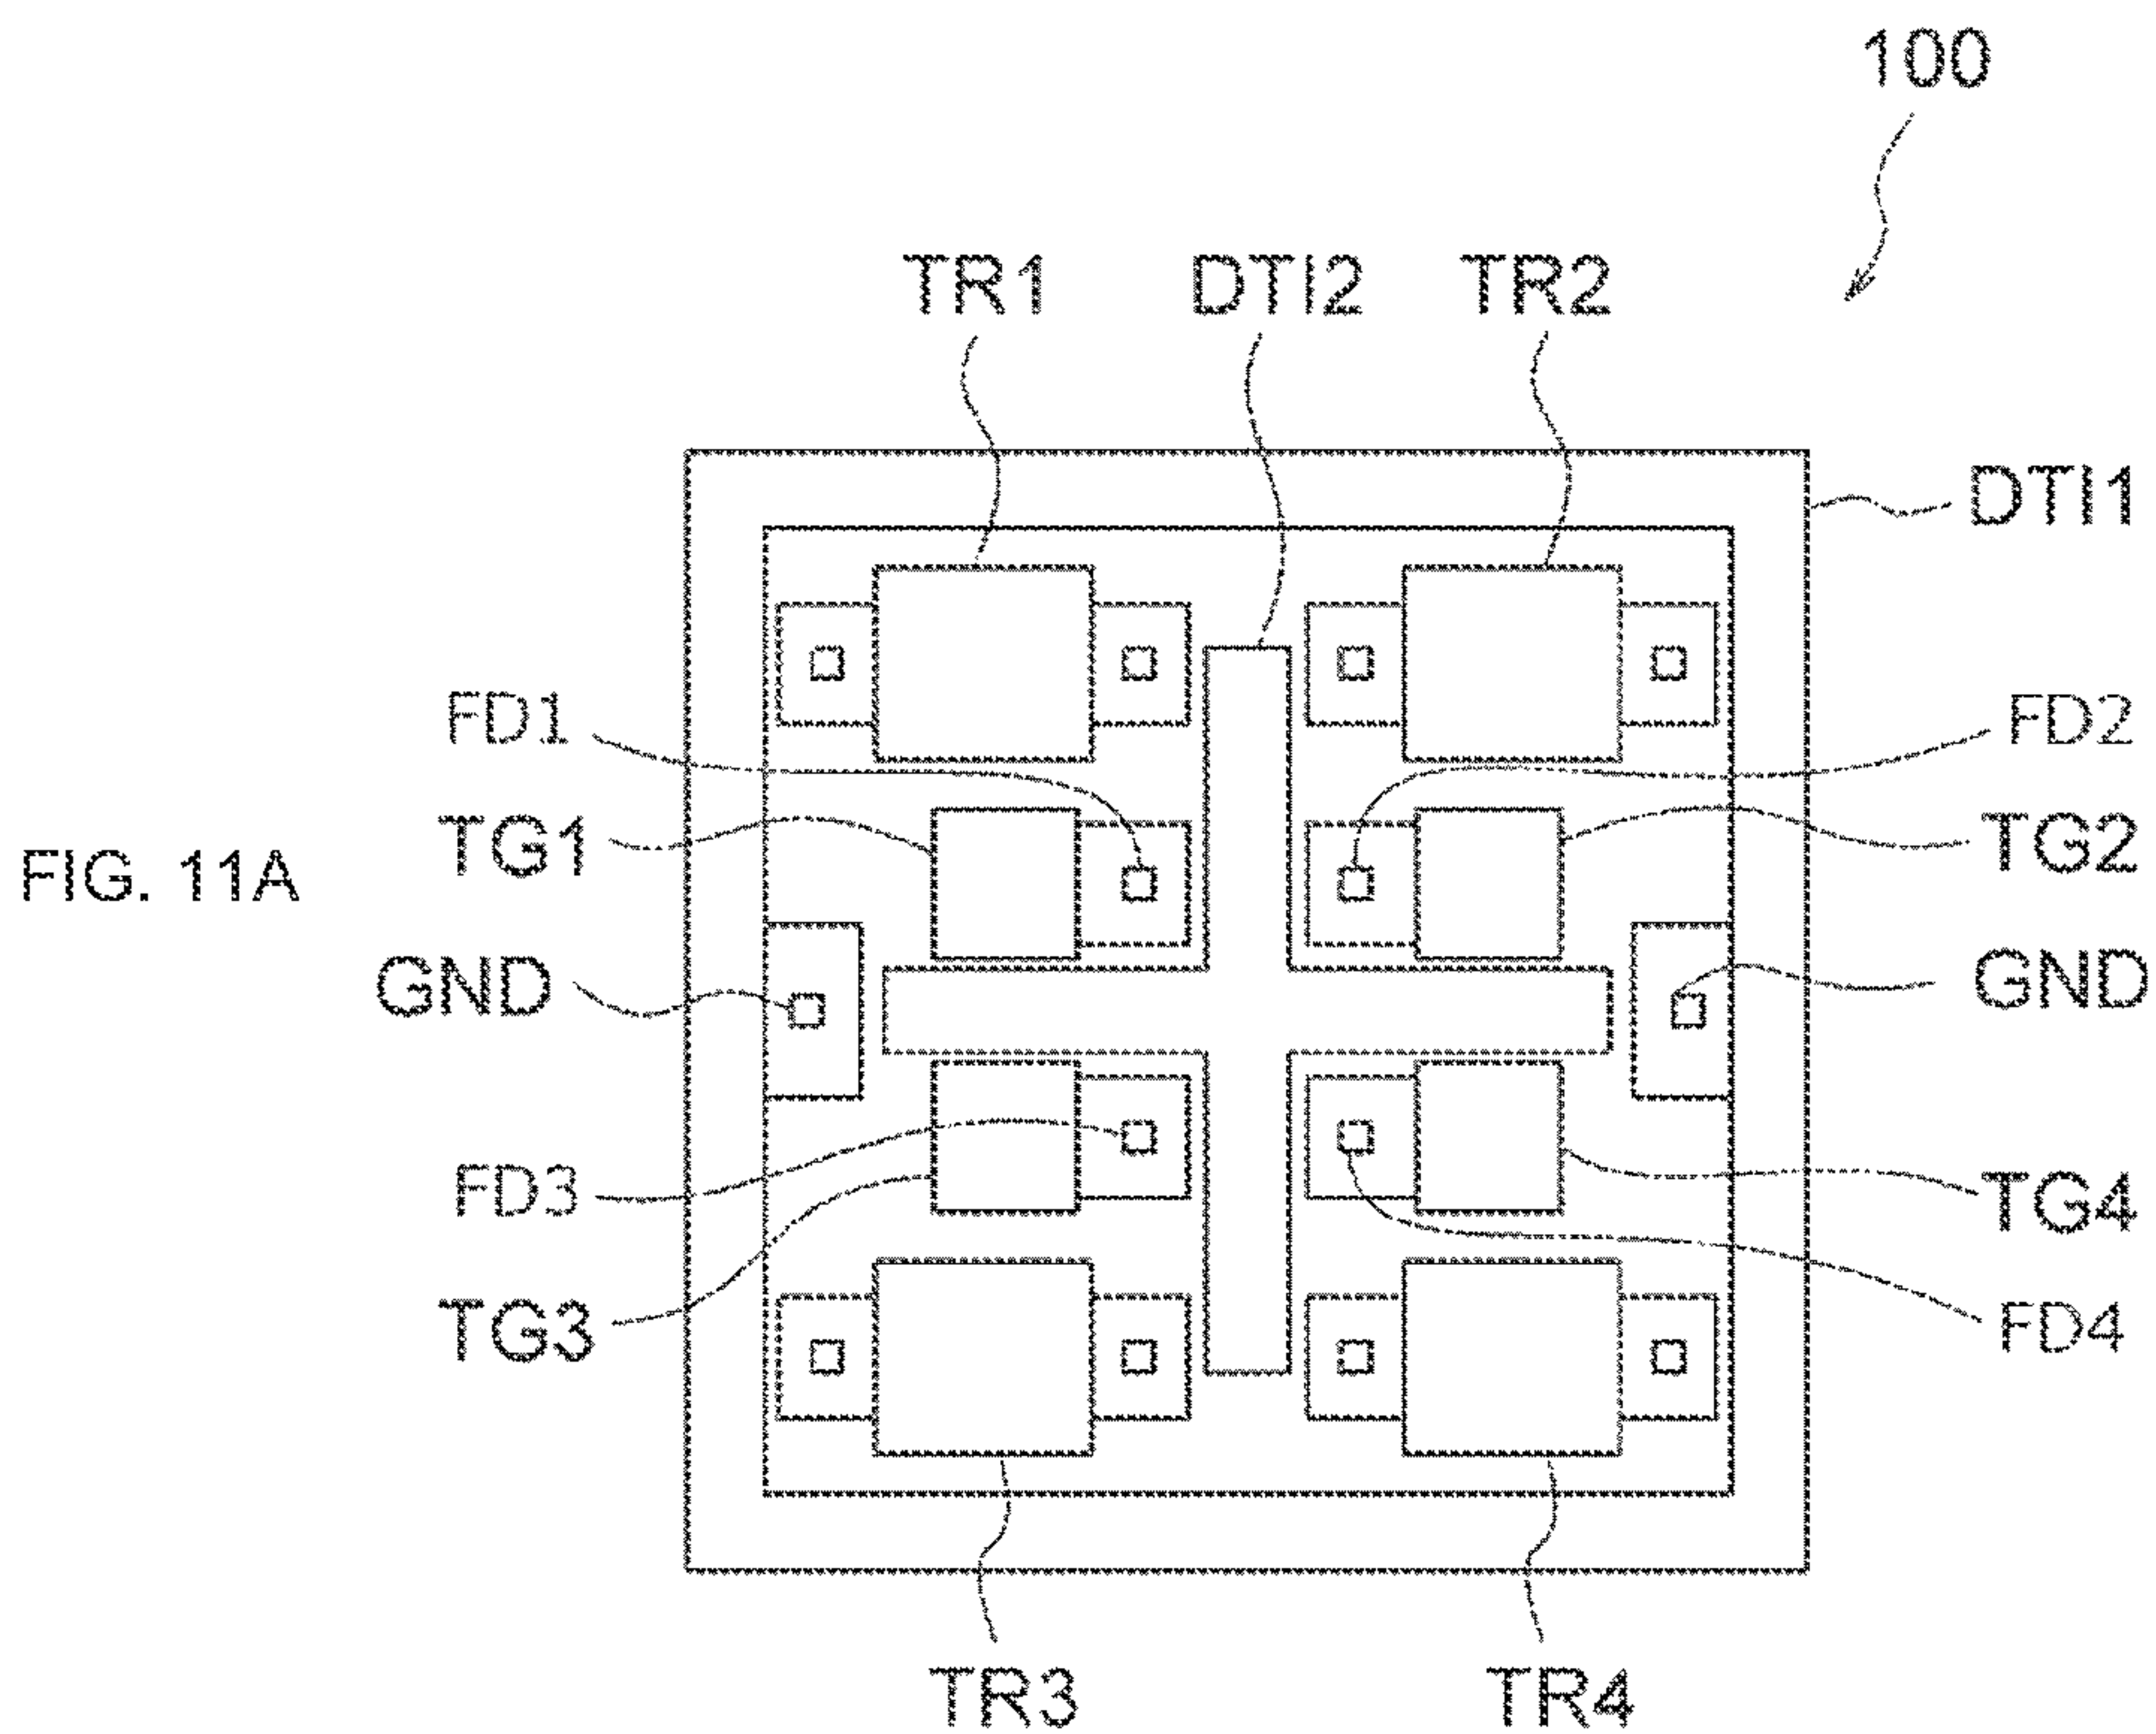 100
TR1 DTI2 TR2
DTI1
FD1 FD2
TG1 TG2
FIG. 11A
GND GND
FD3 TG4
TG3 FD4
TR3 TR4